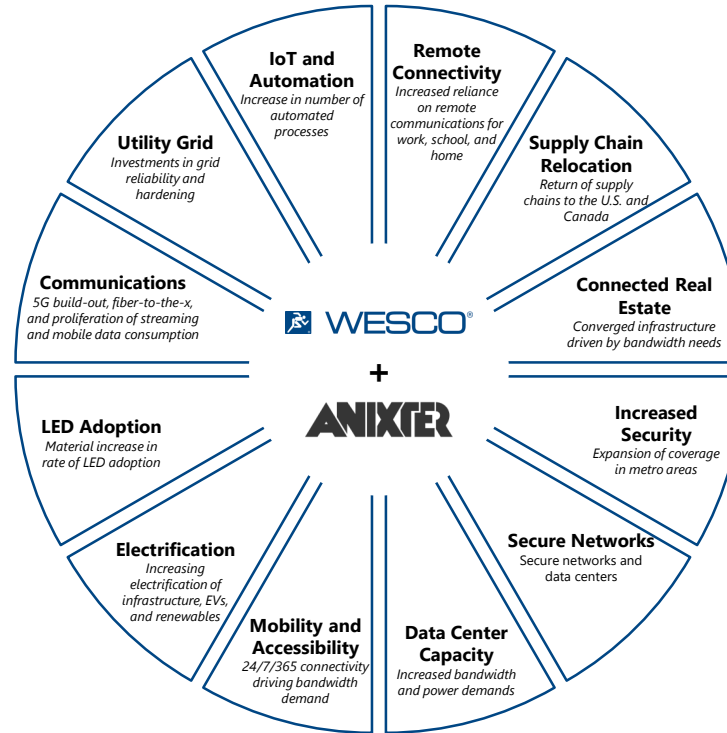 IoT and
Automation
Increase in number of
automated
processes
Remote
Connectivity
Increased reliance
on remote
communications for
work, school, and
home
Supply Chain
Relocation
Return of supply
chains to the U.S. and
Canada
Connected Real
Estate
Converged infrastructure
driven by bandwidth needs
Increased
Security
Expansion of coverage
in metro areas
Secure Networks
Secure networks and
data centers
Data Center
Capacity
Increased bandwidth
and power demands
Mobility and
Accessibility
24/7/365 connectivity
driving bandwidth
demand
Electrification
Increasing
electrification of
infrastructure, EVs,
and renewables
LED Adoption
Material increase in
rate of LED adoption
Communications
5G build-out, fiber-to-the-x,
and proliferation of streaming
and mobile data consumption
Utility Grid
Investments in grid
reliability and
hardening
WESCO®
+
ANIXTER